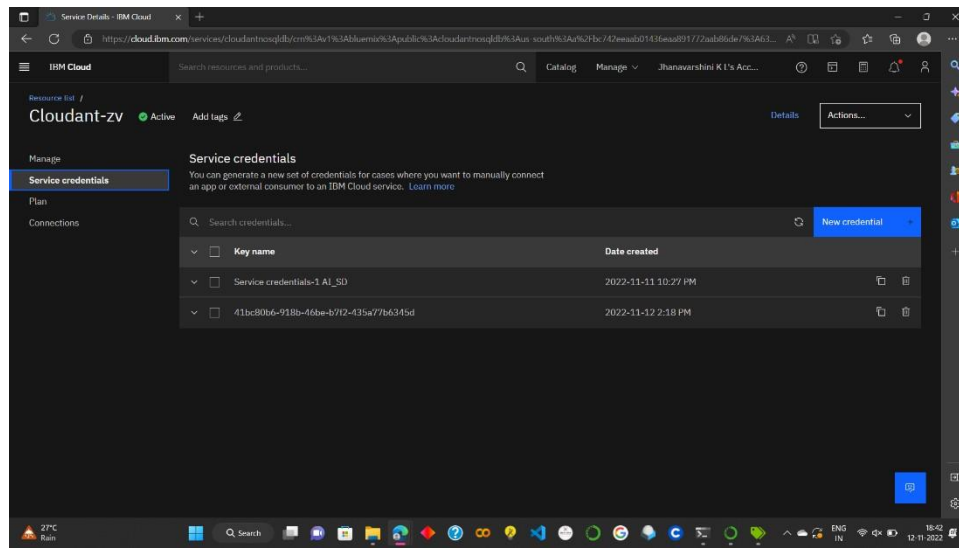 Service Details - IBM Cloud
https://cloud.ibm.com/services/cloudantnosqldb/crn%3Av1%3Abluemix%3Apublic%3Acloudantnosqldb%3Aus-south%3Aa%2Fbc742eeaab01436eaa891772aab86de7%3A63...
IBM Cloud
Search resources and products...
Catalog
Manage
Jhanavarshini K L's Acc...
Resource list /
Cloudant-zv
Active
Add tags
Details
Actions...
Manage
Service credentials
Plan
Connections
Service credentials
You can generate a new set of credentials for cases where you want to manually connect
an app or external consumer to an IBM Cloud service. Learn more
Search credentials...
New credential +
Key name
Date created
Service credentials-1 AI_SD
2022-11-11 10:27 PM
41bc80b6-918b-46be-b7f2-435a77b6345d
2022-11-12 2:18 PM
27°C
Rain
Search
ENG
IN
18:42
12-11-2022